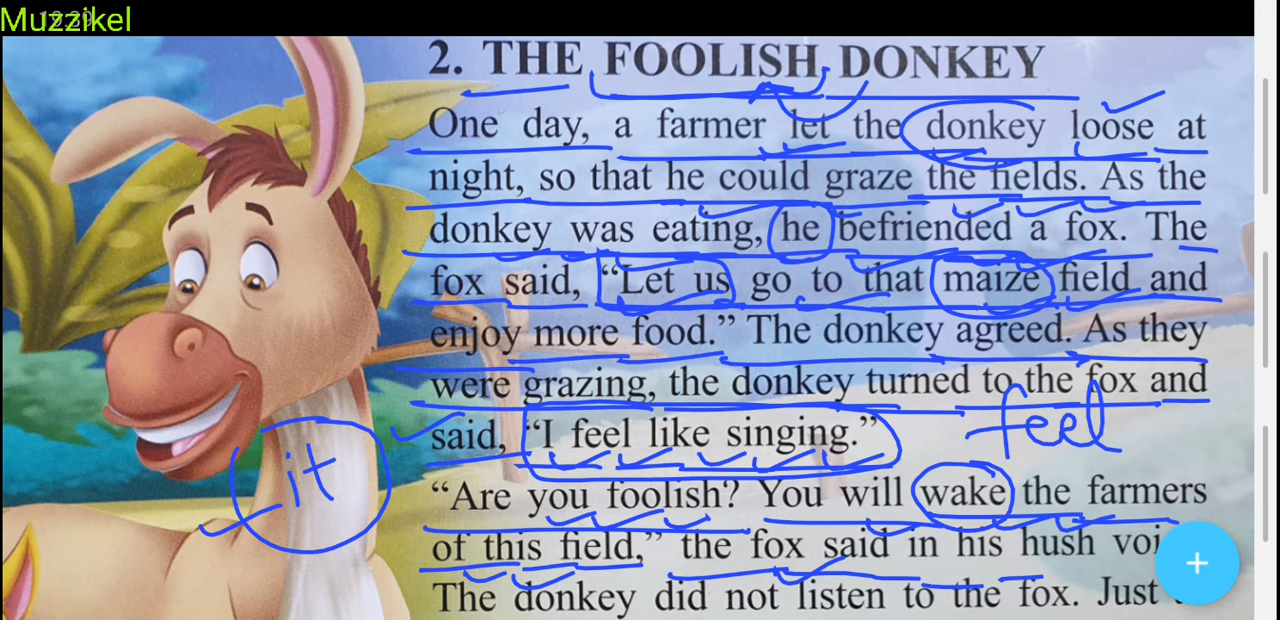 Muzzikel
2. THE FOOLISH DONKEY
One day, a farmer let the donkey loose at
night, so that he could graze the fields. As the
donkey was eating, he befriended a fox. The
fox said, “Let us go to that maize field and
enjoy more food.” The donkey agreed. As they
were grazing, the donkey turned to the fox and
said, “I feel like singing.”
feel
it
“Are you foolish? You will wake the farmers
of this field,” the fox said in his hush voi
The donkey did not listen to the fox. Just